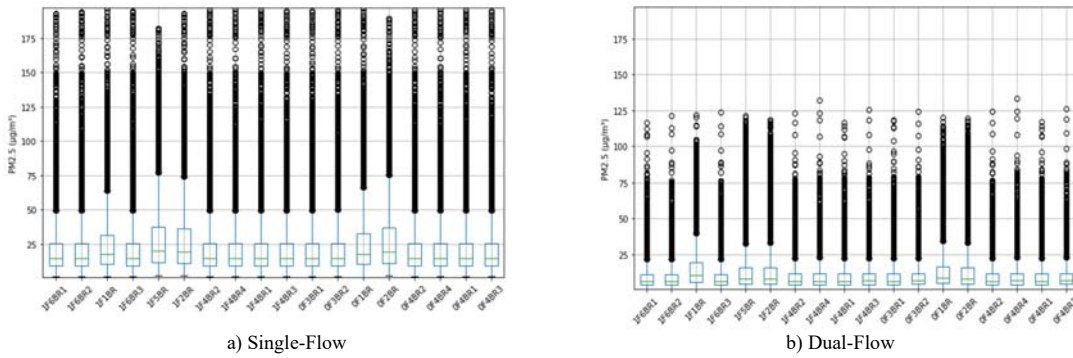 175
150
125
100
75
50
25
PM2.5 (µg/m³)
1F6BR1
1F6BR2
1F1BR
1F6BR3
1F5BR
1F2BR
1F4BR2
1F4BR4
1F4BR1
1F4BR3
0F3BR1
0F3BR2
0F1BR
0F2BR
0F4BR2
0F4BR4
0F4BR1
0F4BR3
a) Single-Flow
175
150
125
100
75
50
25
PM2.5 (µg/m³)
1F6BR1
1F6BR2
1F1BR
1F6BR3
1F5BR
1F2BR
1F4BR2
1F4BR4
1F4BR1
1F4BR3
0F3BR1
0F3BR2
0F1BR
0F2BR
0F4BR2
0F4BR4
0F4BR1
b) Dual-Flow